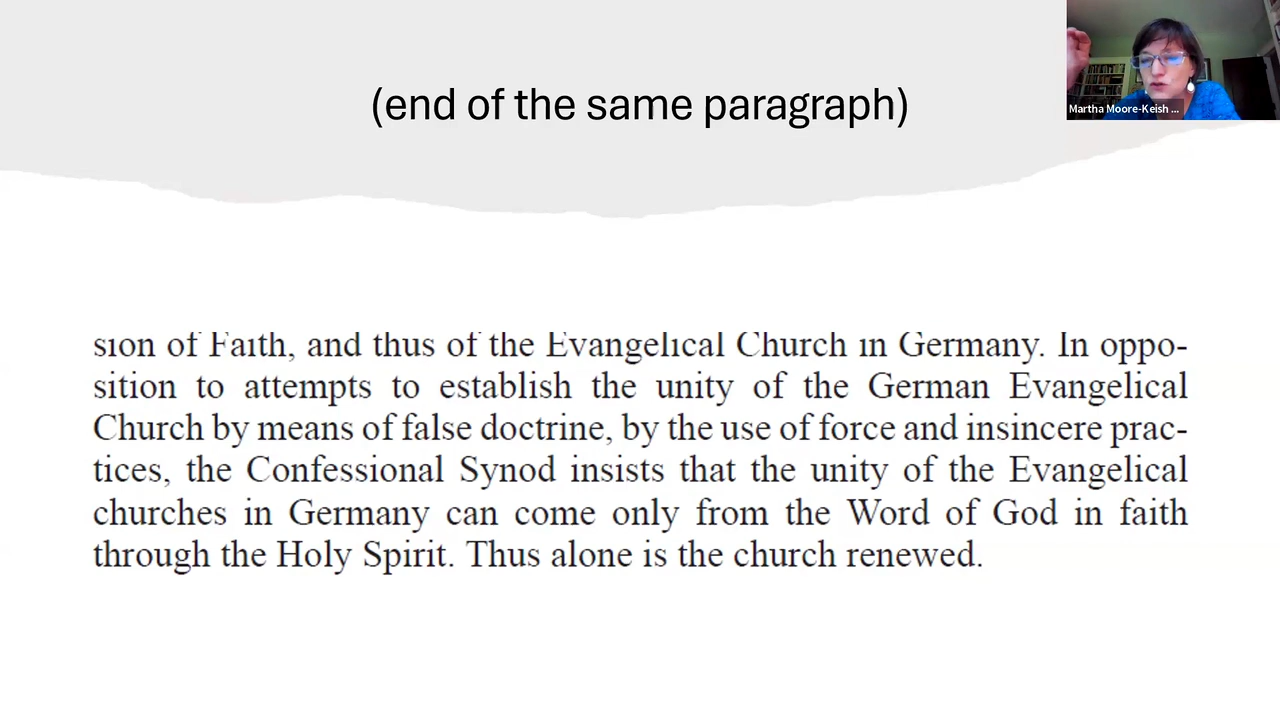 (end of the same paragraph)
Martha Moore-Keish ...
sion of Faith, and thus of the Evangelical Church in Germany. In oppo-
sition to attempts to establish the unity of the German Evangelical
Church by means of false doctrine, by the use of force and insincere prac-
tices, the Confessional Synod insists that the unity of the Evangelical
churches in Germany can come only from the Word of God in faith
through the Holy Spirit. Thus alone is the church renewed.